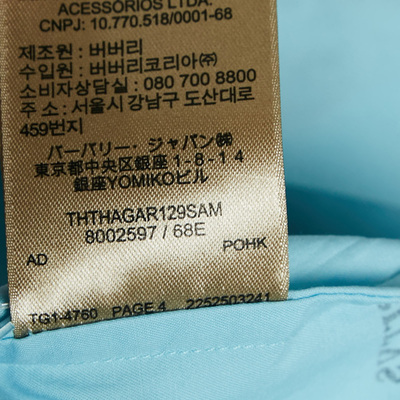 ACESSÓRIOS LTDA.
CNPJ: 10.770.518/0001-68
제조원 : 버버리
수입원 : 버버리코리아㈜
소비자상담실 : 080 700 8800
주 소 : 서울시 강남구 도산대로
459번지
バーバリー・ジャパン㈱
東京都中央区銀座1-8-14
銀座YOMIKOビル
THTHAGAR129SAM
8002597 / 68E
AD POHK
TG1-4760 PAGE 4 2252503241